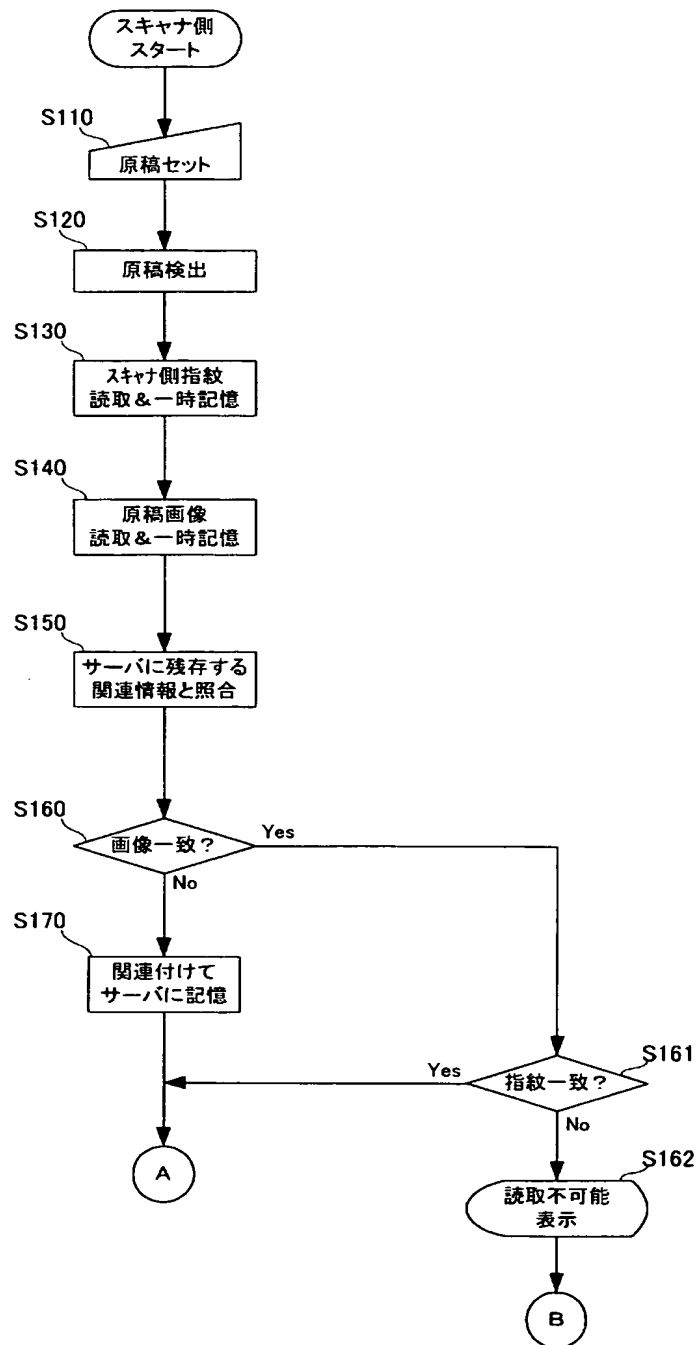 スキャナ側
スタート
S110
原稿セット
S120
原稿検出
S130
スキャナ側指紋
読取&一時記憶
S140
原稿画像
読取&一時記憶
S150
サーバに残存する
関連情報と照合
S160
画像一致?
Yes
No
S170
関連付けて
サーバに記憶
S161
Yes
指紋一致?
No
A
S162
読取不可能
表示
B